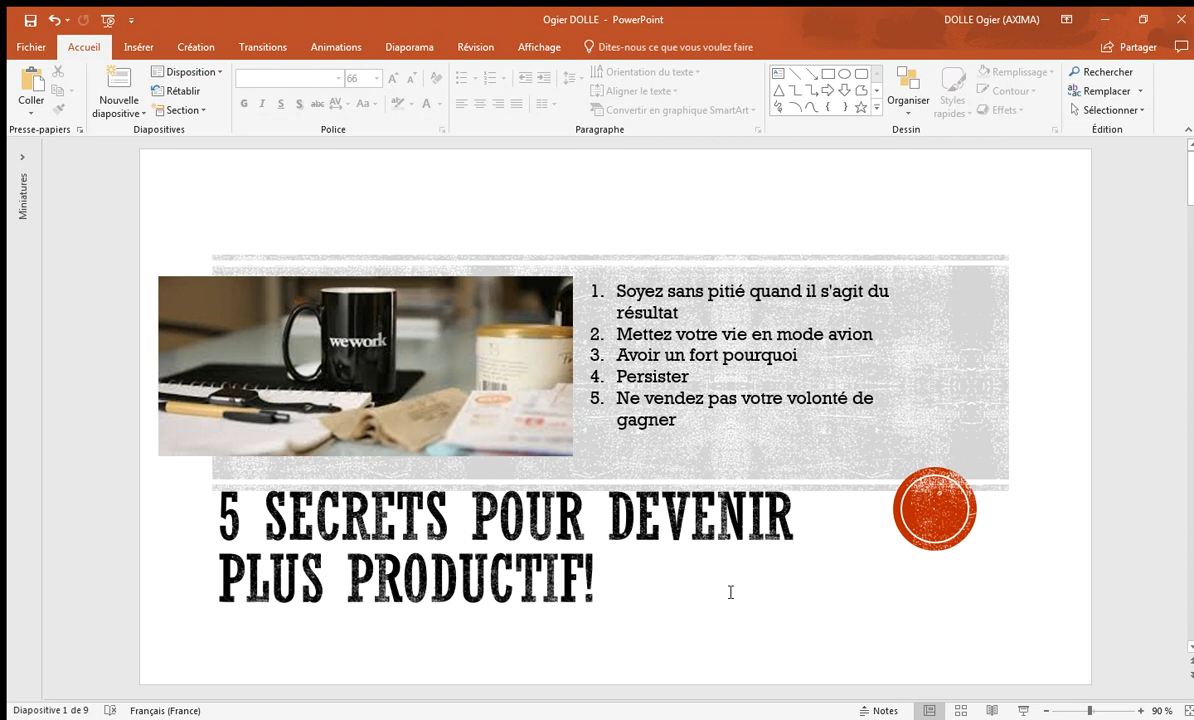 Ogier DOLLE - PowerPoint
DOLLE Ogier (AXIMA)
Fichier
Accueil
Insérer
Création
Transitions
Animations
Diaporama
Révision
Affichage
Dites-nous ce que vous voulez faire
Partager
Coller
Presse-papiers
Nouvelle
diapositive
Disposition
Rétablir
Section
Diapositives
66
G I S S abc AV Aa A
Police
Orientation du texte
Aligner le texte
Convertir en graphique SmartArt
Paragraphe
Organiser
Styles
rapides
Remplissage
Contour
Effets
Dessin
Rechercher
Remplacer
Sélectionner
Édition
Miniatures
wework
1. Soyez sans pitié quand il s'agit du
résultat
2. Mettez votre vie en mode avion
3. Avoir un fort pourquoi
4. Persister
5. Ne vendez pas votre volonté de
gagner
5 SECRETS POUR DEVENIR
PLUS PRODUCTIF!
Diapositive 1 de 9
Français (France)
Notes
90 %